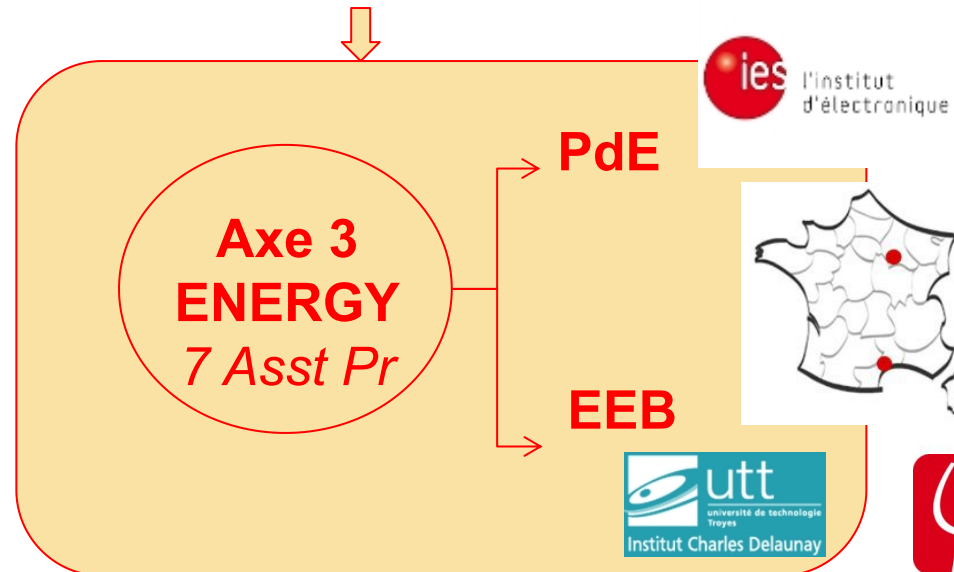 ies
l'institut
d'électronique
PdE
Axe 3
ENERGY
7 Asst Pr
EEB
utt
université de technologie
Troyes
Institut Charles Delaunay